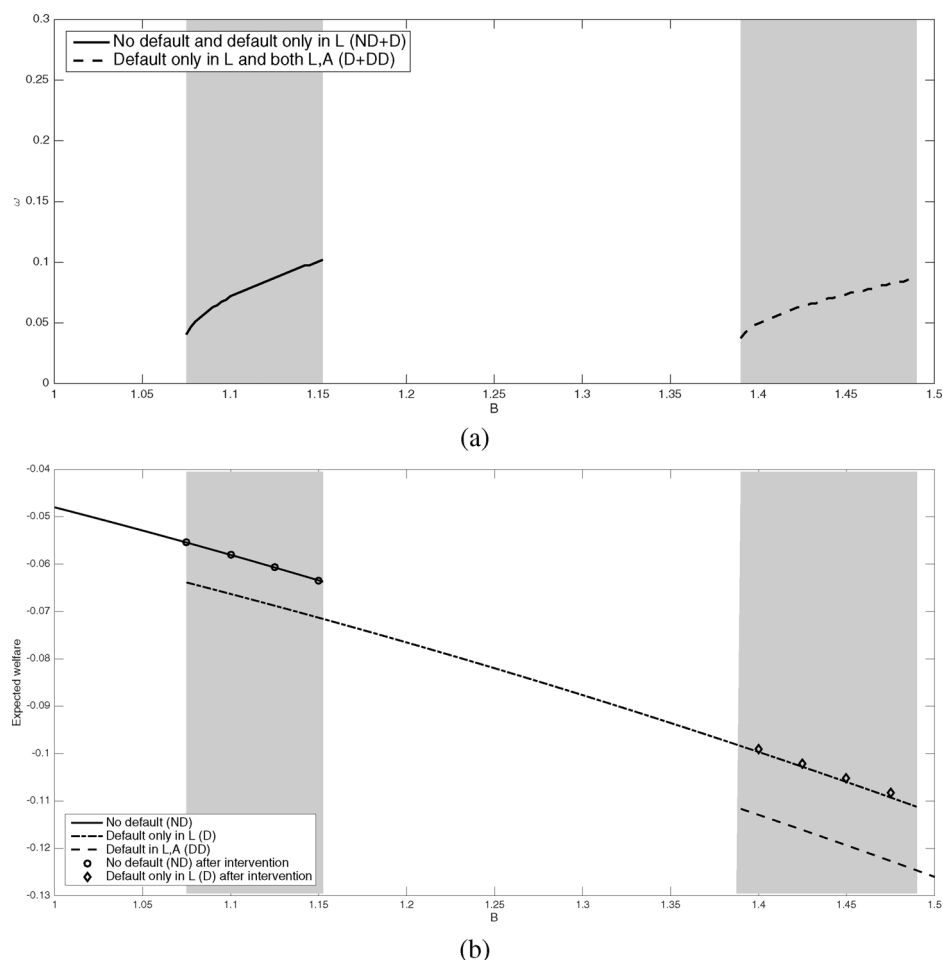 0.3
No default and default only in L (ND+D)
Default only in L and both L,A (D+DD)
0.25
0.2
ω
0.15
0.1
0.05
0
1 1.05 1.1 1.15 1.2 1.25 1.3 1.35 1.4 1.45 1.5
B
(a)
-0.04
-0.05
-0.06
-0.07
Expected welfare
-0.08
-0.09
-0.1
-0.11
No default (ND)
Default only in L (D)
-0.12
Default in L,A (DD)
No default (ND) after intervention
Default only in L (D) after intervention
-0.13
1 1.05 1.1 1.15 1.2 1.25 1.3 1.35 1.4 1.45 1.5
B
(b)